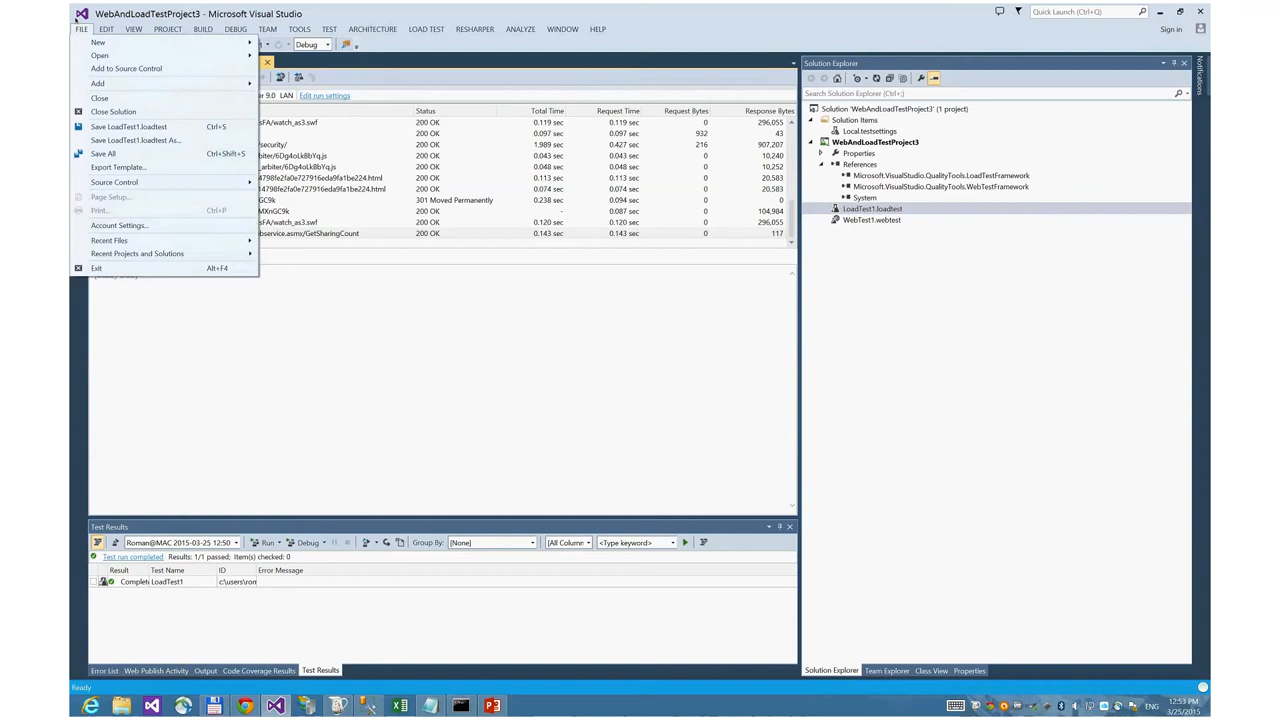 WebAndLoadTestProject3 - Microsoft Visual Studio
Quick Launch (Ctrl+Q)
FILE EDIT VIEW PROJECT BUILD DEBUG TEAM TOOLS TEST ARCHITECTURE LOAD TEST RESHARPER ANALYZE WINDOW HELP
Sign in
Debug
New
Open
Add to Source Control
Add
Close
Close Solution
Save LoadTest1.loadtest Ctrl+S
Save LoadTest1.loadtest As...
Save All Ctrl+Shift+S
Export Template...
Source Control
Page Setup...
Print... Ctrl+P
Account Settings...
Recent Files
Recent Projects and Solutions
Exit Alt+F4
er 9.0 LAN Edit run settings
Status Total Time Request Time Request Bytes Response Bytes
sFA/watch_as3.swf 200 OK 0.119 sec 0.119 sec 0 296,055
200 OK 0.097 sec 0.097 sec 932 43
security/ 200 OK 1.989 sec 0.427 sec 216 907,207
rbiter/6Dg4oLkBbYq.js 200 OK 0.043 sec 0.043 sec 0 10,240
_arbiter/6Dg4oLkBbYq.js 200 OK 0.048 sec 0.048 sec 0 10,252
4798fe2fa0e727916eda9fa1be224.html 200 OK 0.113 sec 0.113 sec 0 20,583
4798fe2fa0e727916eda9fa1be224.html 200 OK 0.074 sec 0.074 sec 0 20,583
GC9k 301 Moved Permanently 0.238 sec 0.094 sec 0 0
MXnGC9k 200 OK - 0.087 sec 0 104,984
sFA/watch_as3.swf 200 OK 0.120 sec 0.120 sec 0 296,055
bservice.asmx/GetSharingCount 200 OK 0.143 sec 0.143 sec 0 117
Solution Explorer
Search Solution Explorer (Ctrl+;)
Solution 'WebAndLoadTestProject3' (1 project)
Solution Items
Local.testsettings
WebAndLoadTestProject3
Properties
References
Microsoft.VisualStudio.QualityTools.LoadTestFramework
Microsoft.VisualStudio.QualityTools.WebTestFramework
System
LoadTest1.loadtest
WebTest1.webtest
Notifications
Test Results
Roman@MAC 2015-03-25 12:50 Run Debug Group By: [None] [All Column <Type keyword>
Test run completed Results: 1/1 passed; Item(s) checked: 0
Result Test Name ID Error Message
Complete LoadTest1 c:\users\rom
Error List Web Publish Activity Output Code Coverage Results Test Results
Solution Explorer Team Explorer Class View Properties
Ready
ENG 12:53 PM
3/25/2015